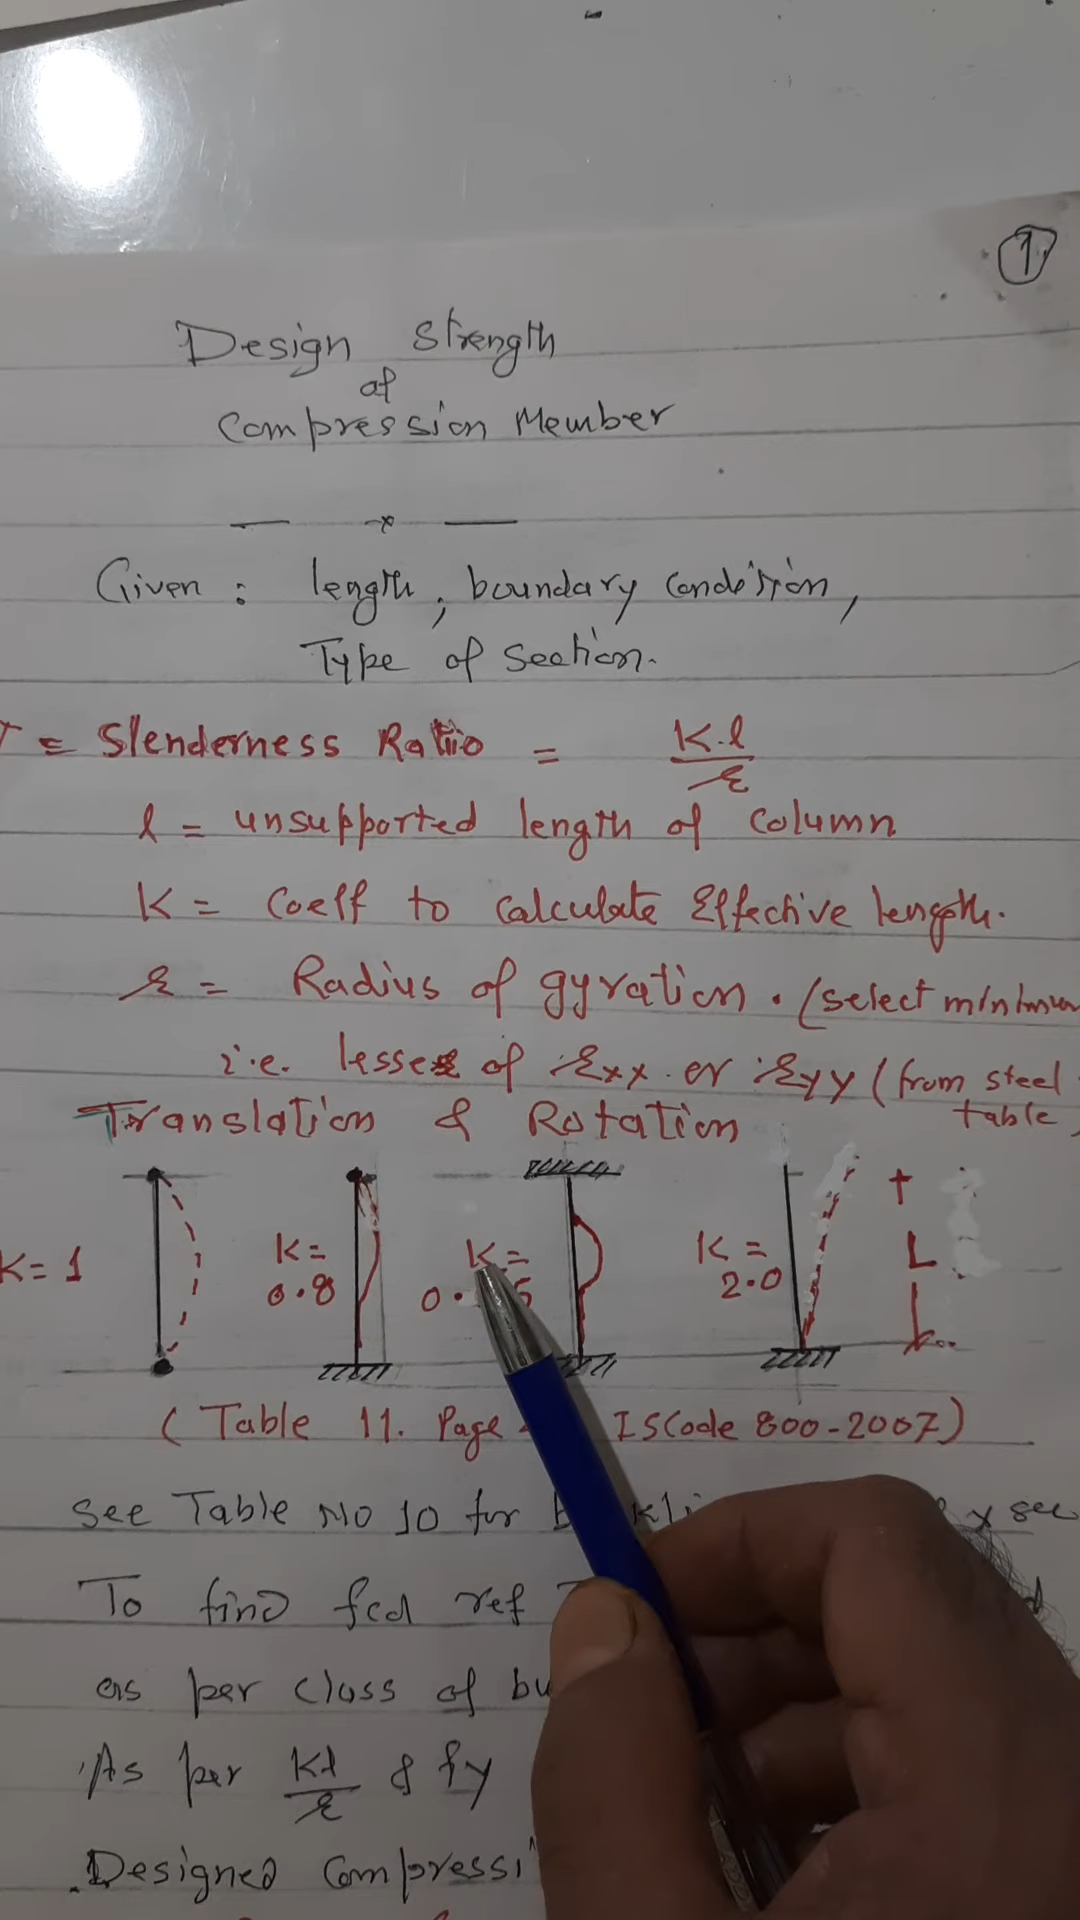 1
Design Strength
of
Compression Member
Given: length, boundary condition,
Type of section.
= Slenderness Ratio = K.l/r
l = unsupported length of column
K = Coeff to calculate Effective length.
r = Radius of gyration. (select minimum
i.e. lesser of rxx or ryy (from steel
table,
Translation & Rotation
K=1
K=
0.8
K=
K=
2.0
(Table 11. Page IS Code 800-2007)
See Table No 10 for x sec
To find fcd ref
as per class of
As per Kl/r & fy
Designed